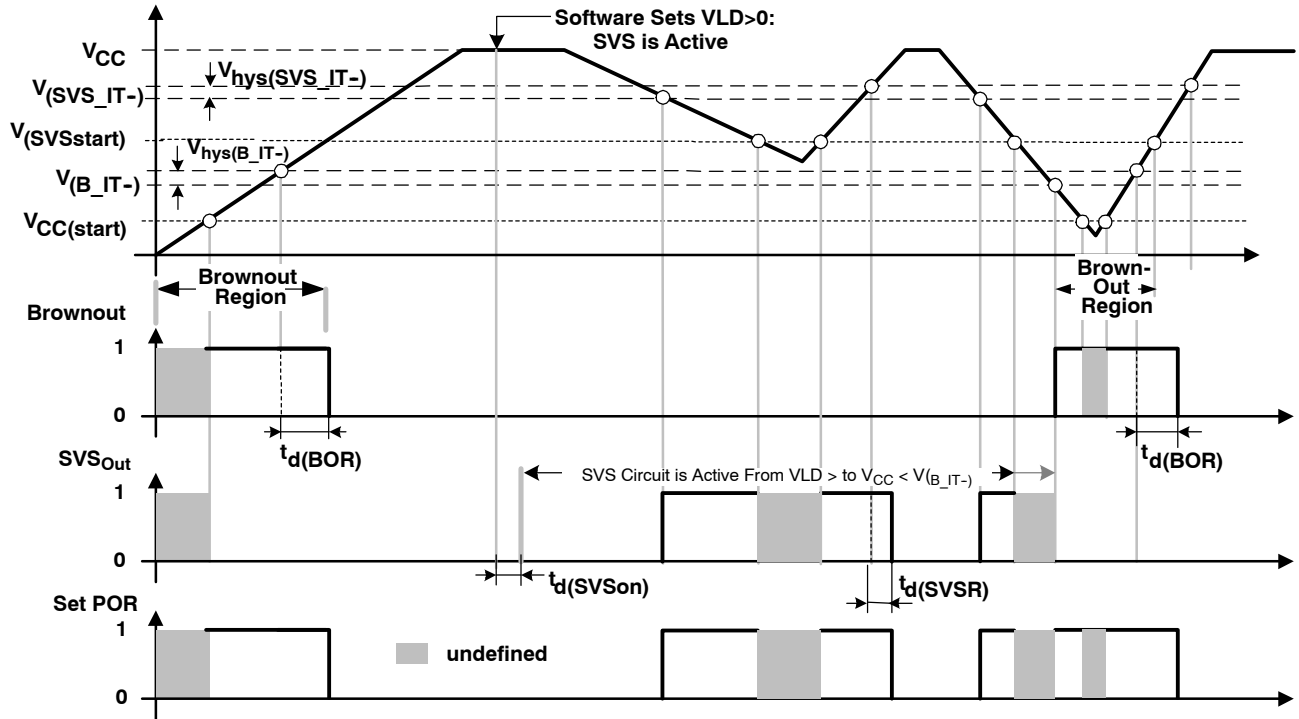 Software Sets VLD>0:
SVS is Active
VCC
Vhys(SVS_IT-)
V(SVS_IT-)
V(SVSstart)
Vhys(B_IT-)
V(B_IT-)
VCC(start)
Brownout
Region
Brown-
Out
Region
Brownout
1
0
td(BOR)
td(BOR)
SVSOut
SVS Circuit is Active From VLD > to VCC < V(B_IT-)
1
0
td(SVSon)
td(SVSR)
Set POR
1
undefined
0